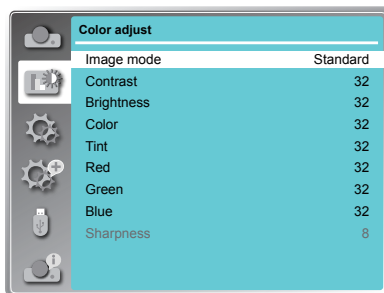 Color adjust
Image mode Standard
Contrast 32
Brightness 32
Color 32
Tint 32
Red 32
Green 32
Blue 32
Sharpness 8